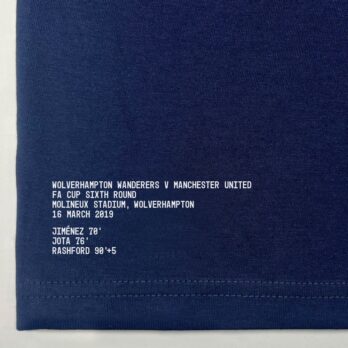 WOLVERHAMPTON WANDERERS V MANCHESTER UNITED
FA CUP SIXTH ROUND
MOLINEUX STADIUM, WOLVERHAMPTON
16 MARCH 2019
JIMÉNEZ 70'
JOTA 76'
RASHFORD 90'+5